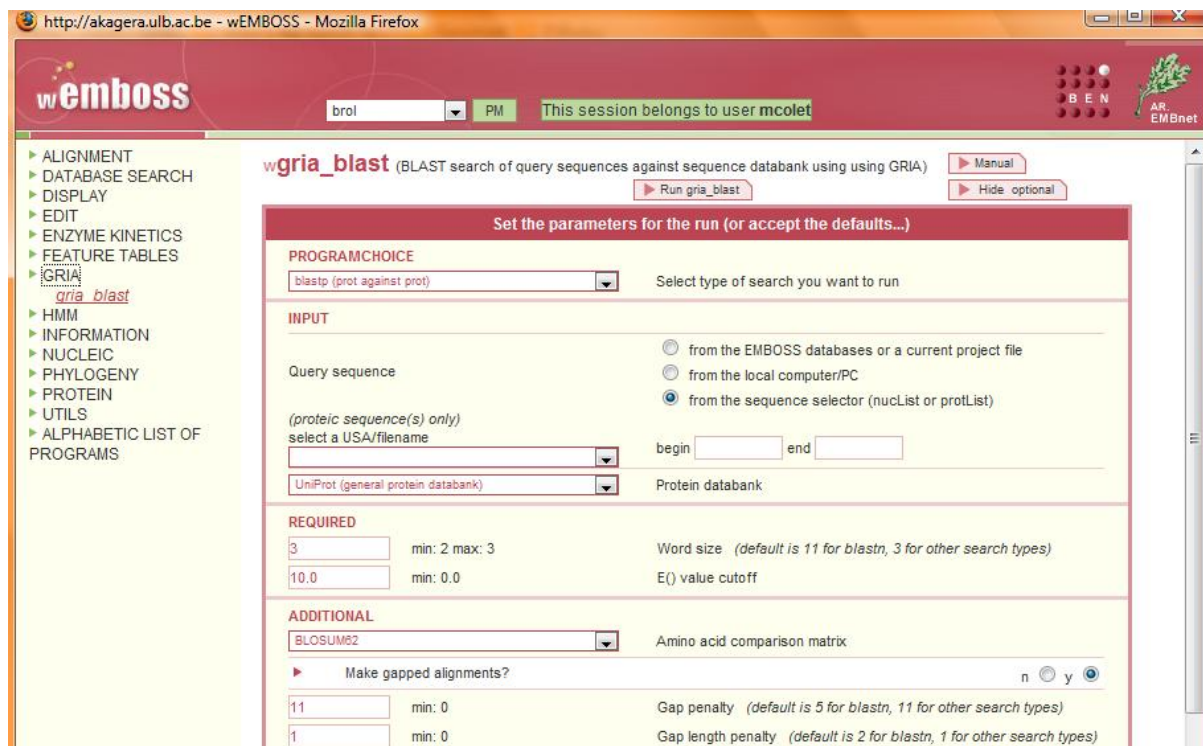 http://akagera.ulb.ac.be - wEMBOSS - Mozilla Firefox
wemboss
brol
PM
This session belongs to user mcolet
BEN
AR.
EMBnet
ALIGNMENT
DATABASE SEARCH
DISPLAY
EDIT
ENZYME KINETICS
FEATURE TABLES
GRIA
gria_blast
HMM
INFORMATION
NUCLEIC
PHYLOGENY
PROTEIN
UTILS
ALPHABETIC LIST OF
PROGRAMS
wgria_blast (BLAST search of query sequences against sequence databank using using GRIA)
Manual
Run gria_blast
Hide optional
Set the parameters for the run (or accept the defaults...)
PROGRAMCHOICE
blastp (prot against prot) Select type of search you want to run
INPUT
Query sequence
from the EMBOSS databases or a current project file
from the local computer/PC
from the sequence selector (nucList or protList)
(proteic sequence(s) only)
select a USA/filename
begin end
UniProt (general protein databank) Protein databank
REQUIRED
3 min: 2 max: 3 Word size (default is 11 for blastn, 3 for other search types)
10.0 min: 0.0 E() value cutoff
ADDITIONAL
BLOSUM62 Amino acid comparison matrix
Make gapped alignments? n y
11 min: 0 Gap penalty (default is 5 for blastn, 11 for other search types)
1 min: 0 Gap length penalty (default is 2 for blastn, 1 for other search types)